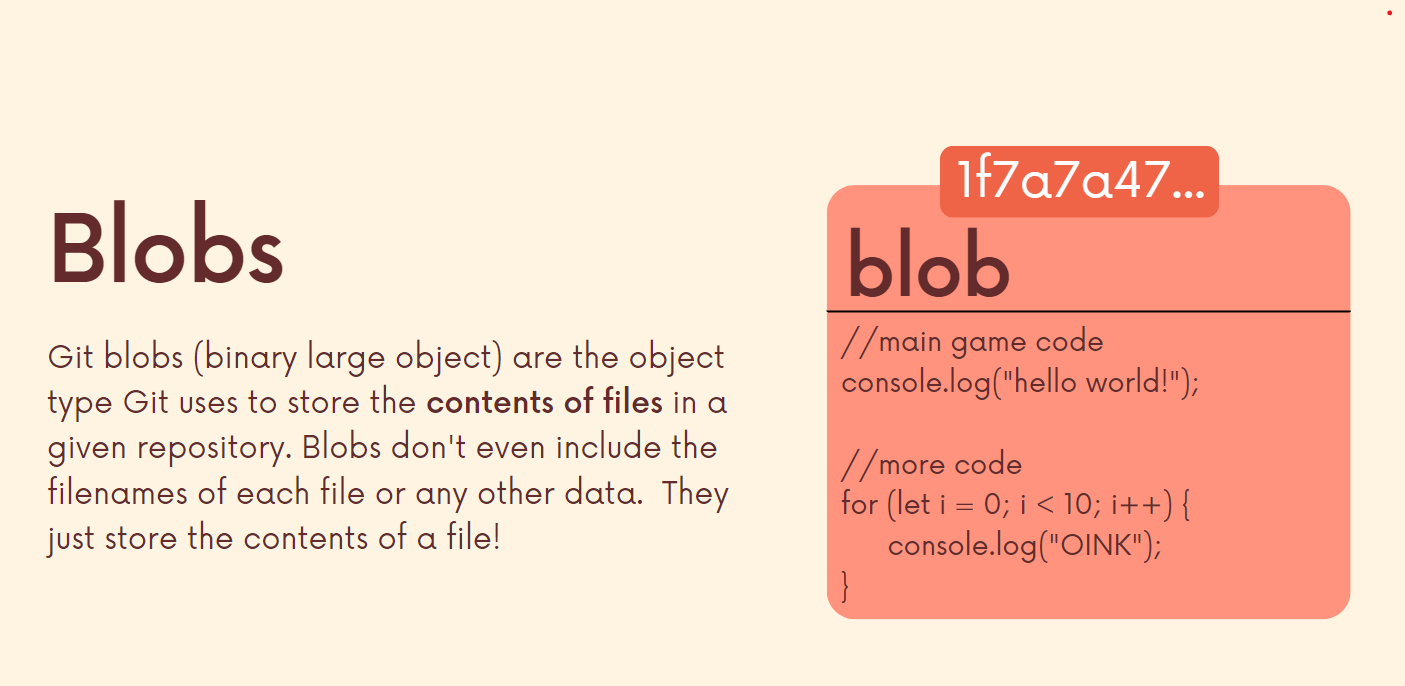 Blobs
Git blobs (binary large object) are the object
type Git uses to store the contents of files in a
given repository. Blobs don't even include the
filenames of each file or any other data.  They
just store the contents of a file!
1f7a7a47...
blob
//main game code
console.log("hello world!");
//more code
for (let i = 0; i < 10; i++) {
console.log("OINK");
}